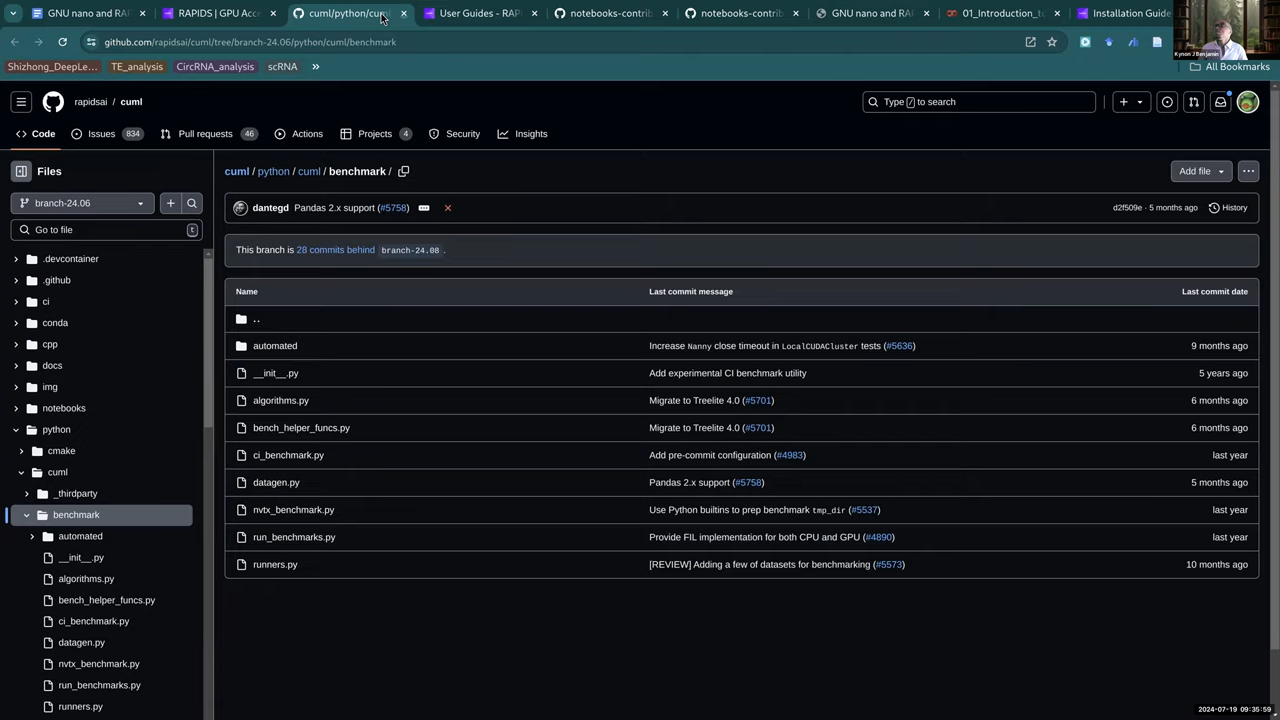 GNU nano and RAP
RAPIDS | GPU Acce
cuml/python/cuml
User Guides - RAPI
notebooks-contrib
notebooks-contrib
GNU nano and RAP
01_Introduction_to
Installation Guide
github.com/rapidsai/cuml/tree/branch-24.06/python/cuml/benchmark
Kynon J Benjamin
Shizhong_DeepLe...
TE_analysis
CircRNA_analysis
scRNA
»
All Bookmarks
rapidsai / cuml
Type / to search
Code
Issues 834
Pull requests 46
Actions
Projects 4
Security
Insights
Files
branch-24.06
Go to file t
.devcontainer
.github
ci
conda
cpp
docs
img
notebooks
python
cmake
cuml
_thirdparty
benchmark
automated
__init__.py
algorithms.py
bench_helper_funcs.py
ci_benchmark.py
datagen.py
nvtx_benchmark.py
run_benchmarks.py
runners.py
cuml / python / cuml / benchmark /
Add file
dantegd Pandas 2.x support (#5758)
d2f509e · 5 months ago History
This branch is 28 commits behind branch-24.08 .
Name Last commit message Last commit date
..
automated Increase Nanny close timeout in LocalCUDACluster tests (#5636) 9 months ago
__init__.py Add experimental CI benchmark utility 5 years ago
algorithms.py Migrate to Treelite 4.0 (#5701) 6 months ago
bench_helper_funcs.py Migrate to Treelite 4.0 (#5701) 6 months ago
ci_benchmark.py Add pre-commit configuration (#4983) last year
datagen.py Pandas 2.x support (#5758) 5 months ago
nvtx_benchmark.py Use Python builtins to prep benchmark tmp_dir (#5537) last year
run_benchmarks.py Provide FIL implementation for both CPU and GPU (#4890) last year
runners.py [REVIEW] Adding a few of datasets for benchmarking (#5573) 10 months ago
2024-07-19 09:35:59